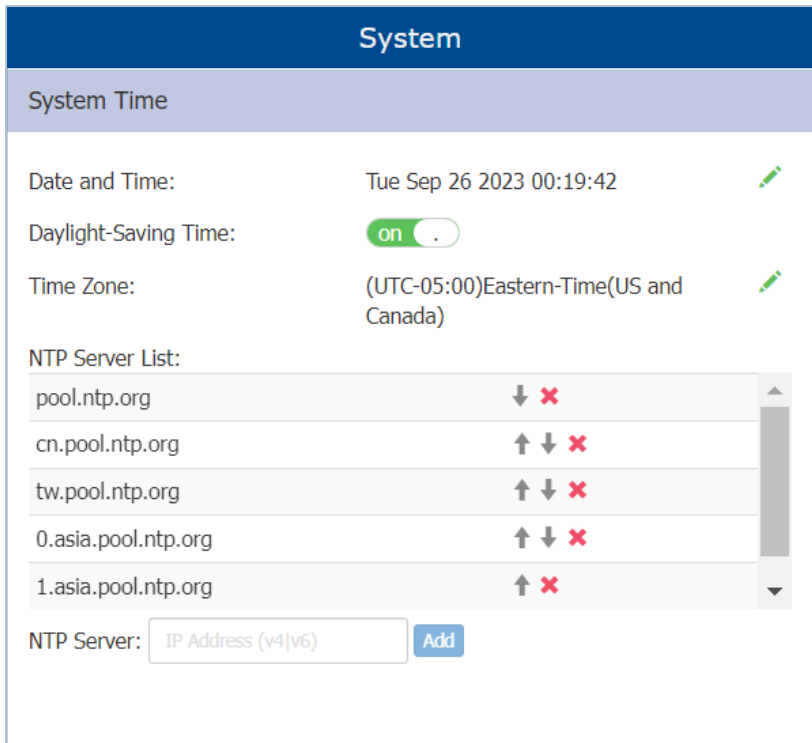 System
System Time
Date and Time: Tue Sep 26 2023 00:19:42
Daylight-Saving Time: on .
Time Zone: (UTC-05:00)Eastern-Time(US and
Canada)
NTP Server List:
pool.ntp.org
cn.pool.ntp.org
tw.pool.ntp.org
0.asia.pool.ntp.org
1.asia.pool.ntp.org
NTP Server: IP Address (v4|v6) Add